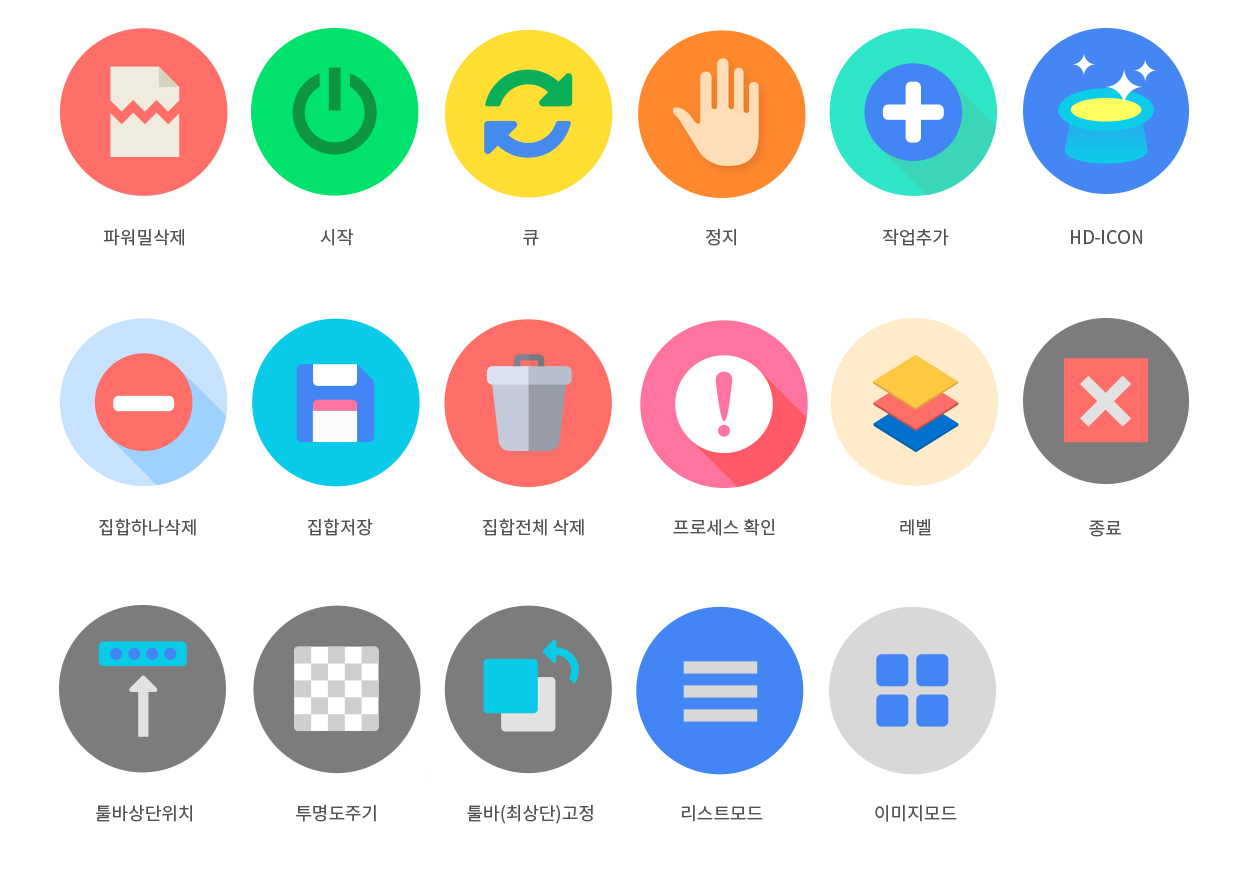 파워밀삭제
시작
큐
정지
작업추가
HD-ICON
집합하나삭제
집합저장
집합전체 삭제
프로세스 확인
레벨
종료
툴바상단위치
투명도주기
툴바(최상단)고정
리스트모드
이미지모드